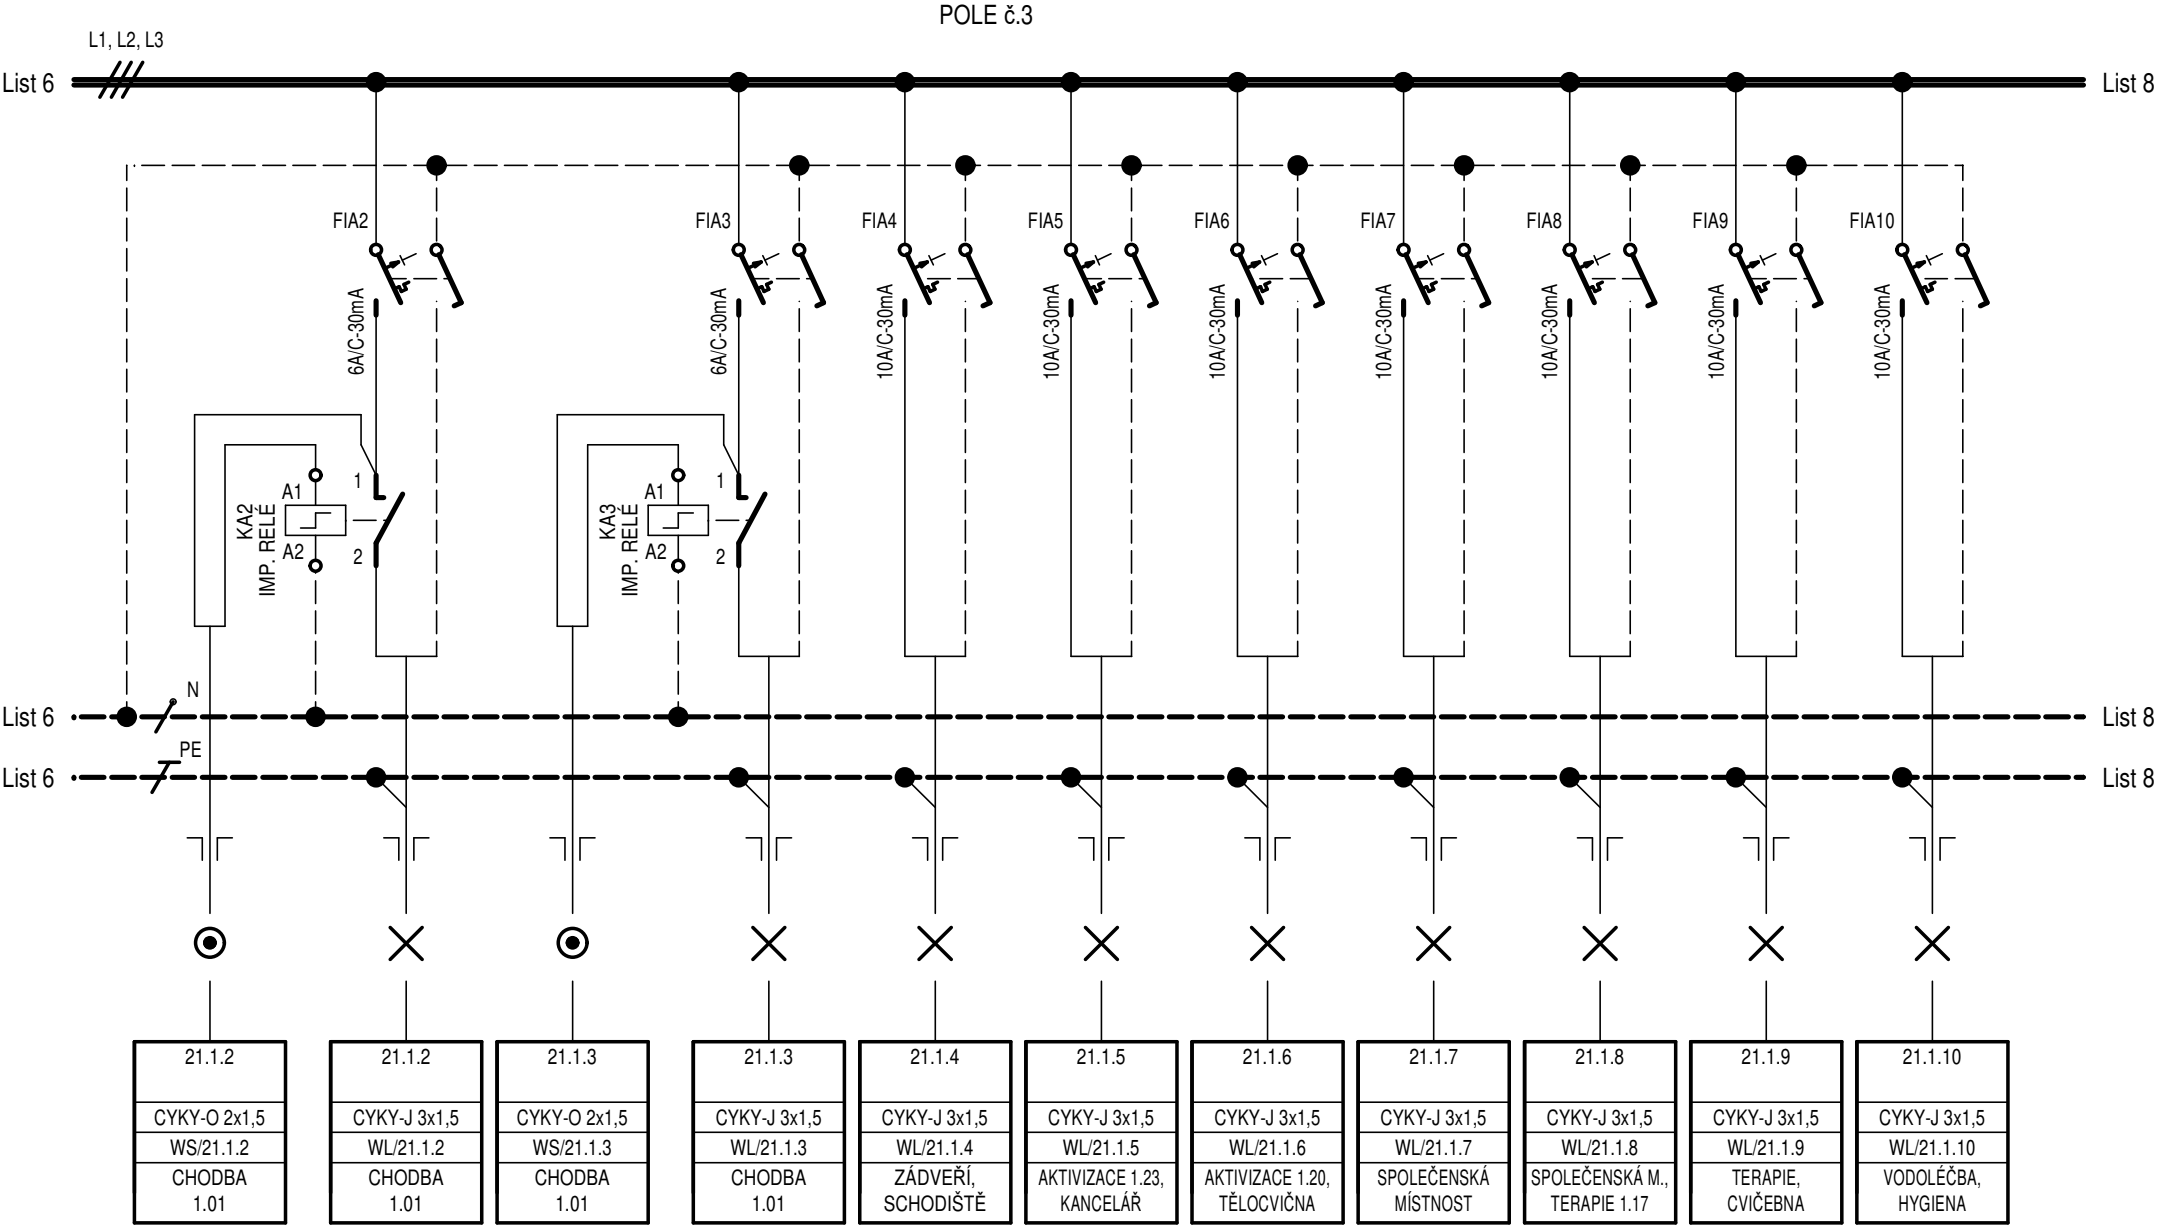 POLE č.3
L1, L2, L3
List 6
List 8
FIA2
FIA3
FIA4
FIA5
FIA6
FIA7
FIA8
FIA9
FIA10
6A/C-30mA
6A/C-30mA
10A/C-30mA
10A/C-30mA
10A/C-30mA
10A/C-30mA
10A/C-30mA
10A/C-30mA
10A/C-30mA
KA2
IMP. RELÉ
A1
A2
1
2
KA3
IMP. RELÉ
A1
A2
1
2
N
List 6
List 8
PE
List 6
List 8
21.1.2
CYKY-O 2x1,5
WS/21.1.2
CHODBA
1.01
21.1.2
CYKY-J 3x1,5
WL/21.1.2
CHODBA
1.01
21.1.3
CYKY-O 2x1,5
WS/21.1.3
CHODBA
1.01
21.1.3
CYKY-J 3x1,5
WL/21.1.3
CHODBA
1.01
21.1.4
CYKY-J 3x1,5
WL/21.1.4
ZÁDVEŘÍ,
SCHODIŠTĚ
21.1.5
CYKY-J 3x1,5
WL/21.1.5
AKTIVIZACE 1.23,
KANCELÁŘ
21.1.6
CYKY-J 3x1,5
WL/21.1.6
AKTIVIZACE 1.20,
TĚLOCVIČNA
21.1.7
CYKY-J 3x1,5
WL/21.1.7
SPOLEČENSKÁ
MÍSTNOST
21.1.8
CYKY-J 3x1,5
WL/21.1.8
SPOLEČENSKÁ M.,
TERAPIE 1.17
21.1.9
CYKY-J 3x1,5
WL/21.1.9
TERAPIE,
CVIČEBNA
21.1.10
CYKY-J 3x1,5
WL/21.1.10
VODOLÉČBA,
HYGIENA